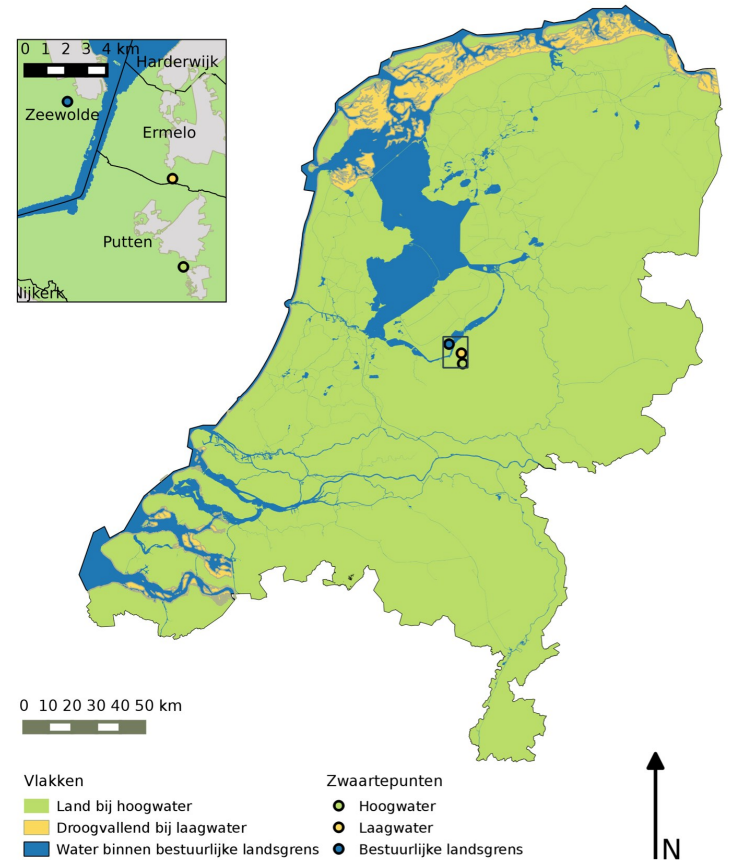 0 1 2 3 4 km
Harderwijk
Zeewolde
Ermelo
Putten
Nijkerk
0 10 20 30 40 50 km
Vlakken
Land bij hoogwater
Droogvallend bij laagwater
Water binnen bestuurlijke landsgrens
Zwaartepunten
Hoogwater
Laagwater
Bestuurlijke landsgrens
N